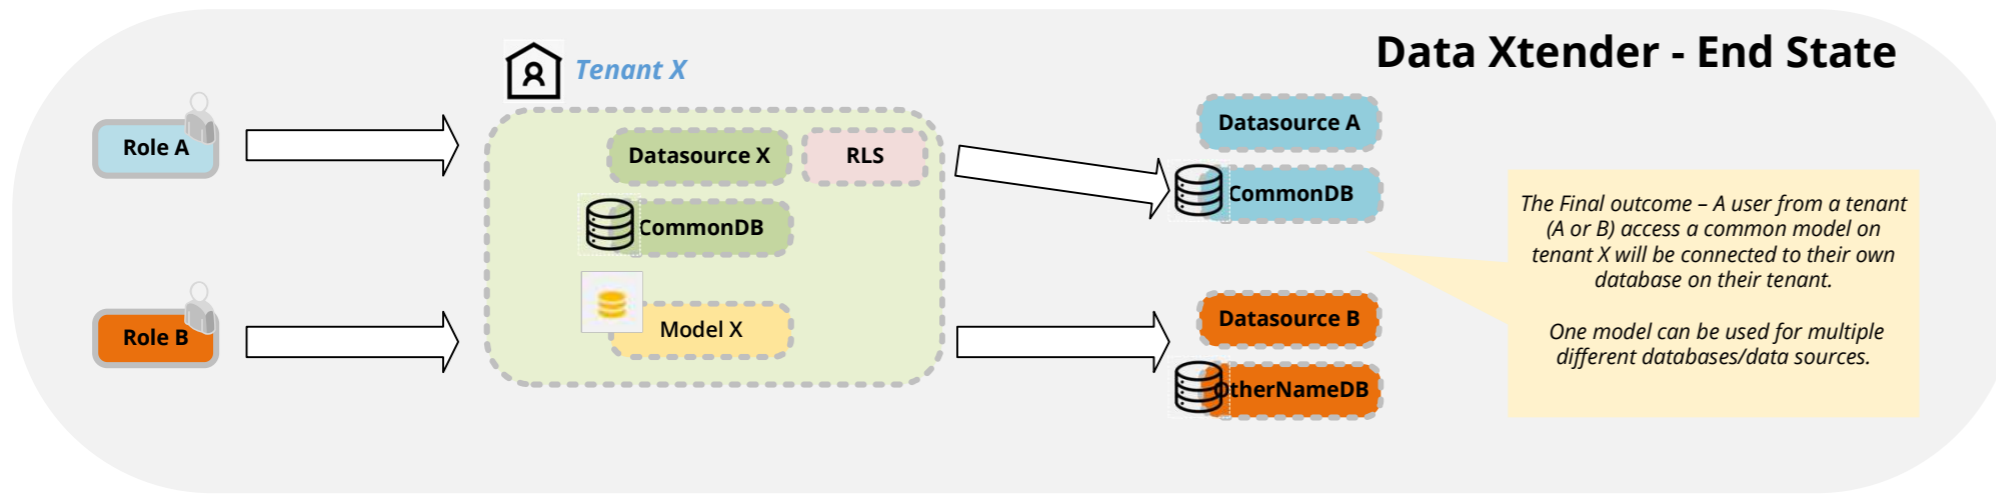 Data Xtender - End State
Tenant X
Role A
Datasource X
RLS
CommonDB
Model X
Role B
Datasource A
CommonDB
Datasource B
OtherNameDB
The Final outcome – A user from a tenant
(A or B) access a common model on
tenant X will be connected to their own
database on their tenant.
One model can be used for multiple
different databases/data sources.